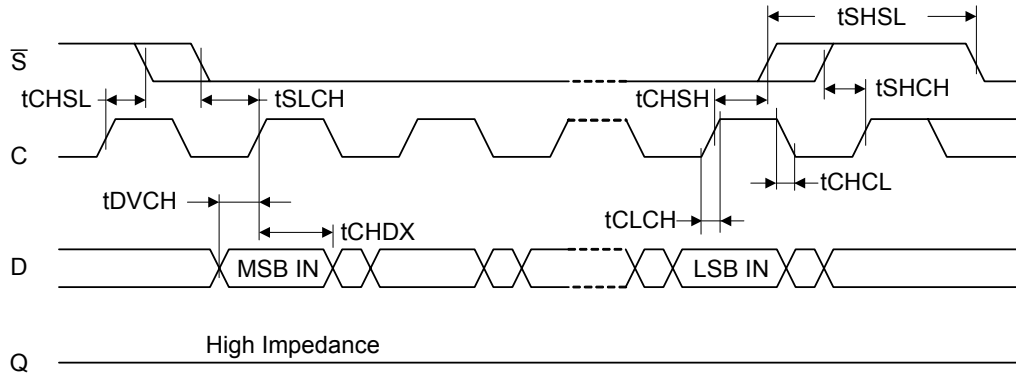 tSHSL
S̅
tCHSL
tSLCH
tCHSH
tSHCH
C
tDVCH
tCHDX
tCLCH
tCHCL
D
MSB IN
LSB IN
High Impedance
Q